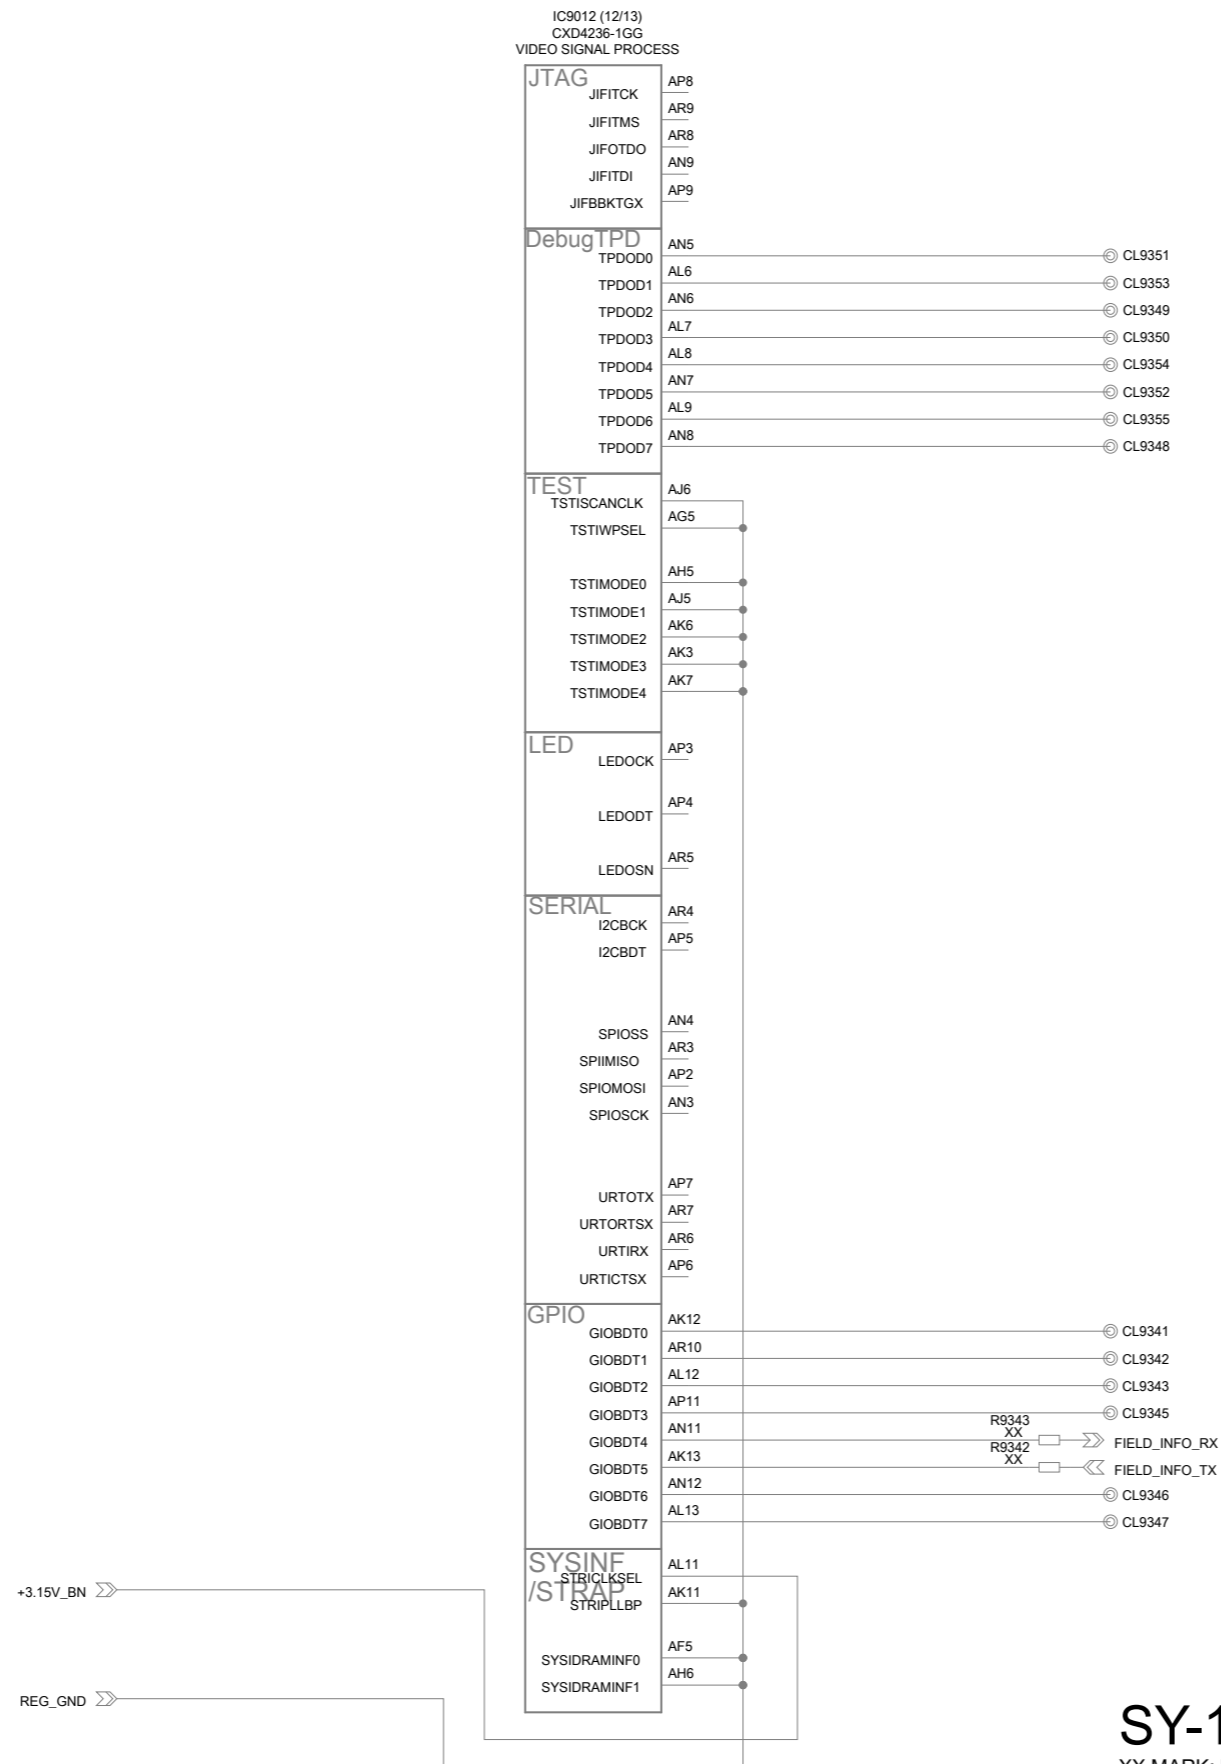 IC9012 (12/13)
CXD4236-1GG
VIDEO SIGNAL PROCESS
JTAG
JIFITCK AP8
JIFITMS AR9
JIFOTDO AR8
JIFITDI AN9
JIFBBKTGX AP9
DebugTPD
TPDOD0 AN5 CL9351
TPDOD1 AL6 CL9353
TPDOD2 AN6 CL9349
TPDOD3 AL7 CL9350
TPDOD4 AL8 CL9354
TPDOD5 AN7 CL9352
TPDOD6 AL9 CL9355
TPDOD7 AN8 CL9348
TEST
TSTISCANCLK AJ6
TSTIWPSEL AG5
TSTIMODE0 AH5
TSTIMODE1 AJ5
TSTIMODE2 AK6
TSTIMODE3 AK3
TSTIMODE4 AK7
LED
LEDOCK AP3
LEDODT AP4
LEDOSN AR5
SERIAL
I2CBCK AR4
I2CBDT AP5
SPIOSS AN4
SPIIMISO AR3
SPIOMOSI AP2
SPIOSCK AN3
URTOTX AP7
URTORTSX AR7
URTIRX AR6
URTICTSX AP6
GPIO
GIOBDT0 AK12 CL9341
GIOBDT1 AR10 CL9342
GIOBDT2 AL12 CL9343
GIOBDT3 AP11 CL9345
GIOBDT4 AN11 R9343 XX FIELD_INFO_RX
GIOBDT5 AK13 R9342 XX FIELD_INFO_TX
GIOBDT6 AN12 CL9346
GIOBDT7 AL13 CL9347
SYSINF
/STRAP
STRICLKSEL AL11
+3.15V_BN
STRIPLLBP AK11
SYSIDRAMINF0 AF5
SYSIDRAMINF1 AH6
REG_GND
SY-1